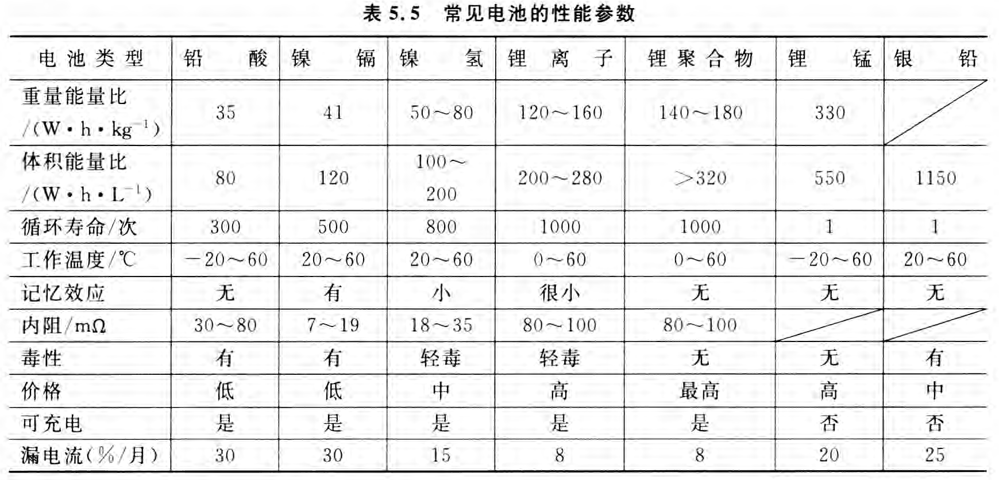 表 5.5 常见电池的性能参数
电池类型 铅酸 镍镉 镍氢 锂离子 锂聚合物 锂锰 银铅
重量能量比
/(W·h·kg⁻¹) 35 41 50～80 120～160 140～180 330
体积能量比
/(W·h·L⁻¹) 80 120 100～200 200～280 >320 550 1150
循环寿命/次 300 500 800 1000 1000 1 1
工作温度/℃ －20～60 20～60 20～60 0～60 0～60 －20～60 20～60
记忆效应 无 有 小 很小 无 无 无
内阻/mΩ 30～80 7～19 18～35 80～100 80～100
毒性 有 有 轻毒 轻毒 无 无 有
价格 低 低 中 高 最高 高 中
可充电 是 是 是 是 是 否 否
漏电流(%/月) 30 30 15 8 8 20 25